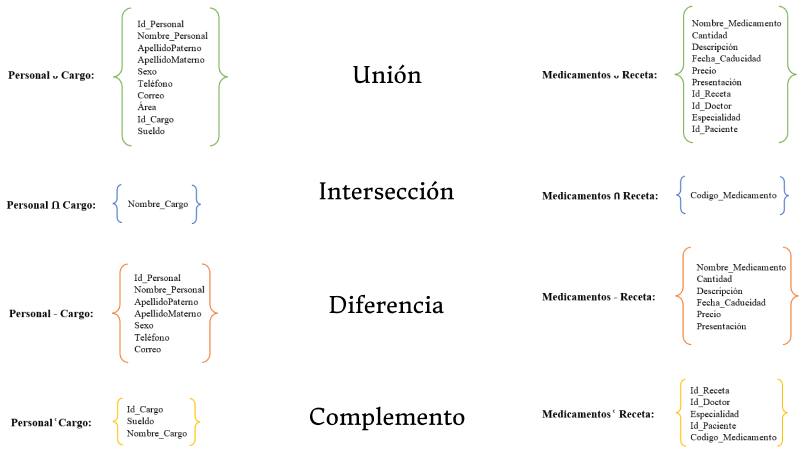 Unión
Personal ᴗ Cargo:
Id_Personal
Nombre_Personal
ApellidoPaterno
ApellidoMaterno
Sexo
Teléfono
Correo
Área
Id_Cargo
Sueldo
Medicamentos ᴗ Receta:
Nombre_Medicamento
Cantidad
Descripción
Fecha_Caducidad
Precio
Presentación
Id_Receta
Id_Doctor
Especialidad
Id_Paciente
Intersección
Personal ꓵ Cargo:
Nombre_Cargo
Medicamentos ꓵ Receta:
Codigo_Medicamento
Diferencia
Personal - Cargo:
Id_Personal
Nombre_Personal
ApellidoPaterno
ApellidoMaterno
Sexo
Teléfono
Correo
Medicamentos - Receta:
Nombre_Medicamento
Cantidad
Descripción
Fecha_Caducidad
Precio
Presentación
Complemento
Personal ͨ Cargo:
Id_Cargo
Sueldo
Nombre_Cargo
Medicamentos ͨ Receta:
Id_Receta
Id_Doctor
Especialidad
Id_Paciente
Codigo_Medicamento